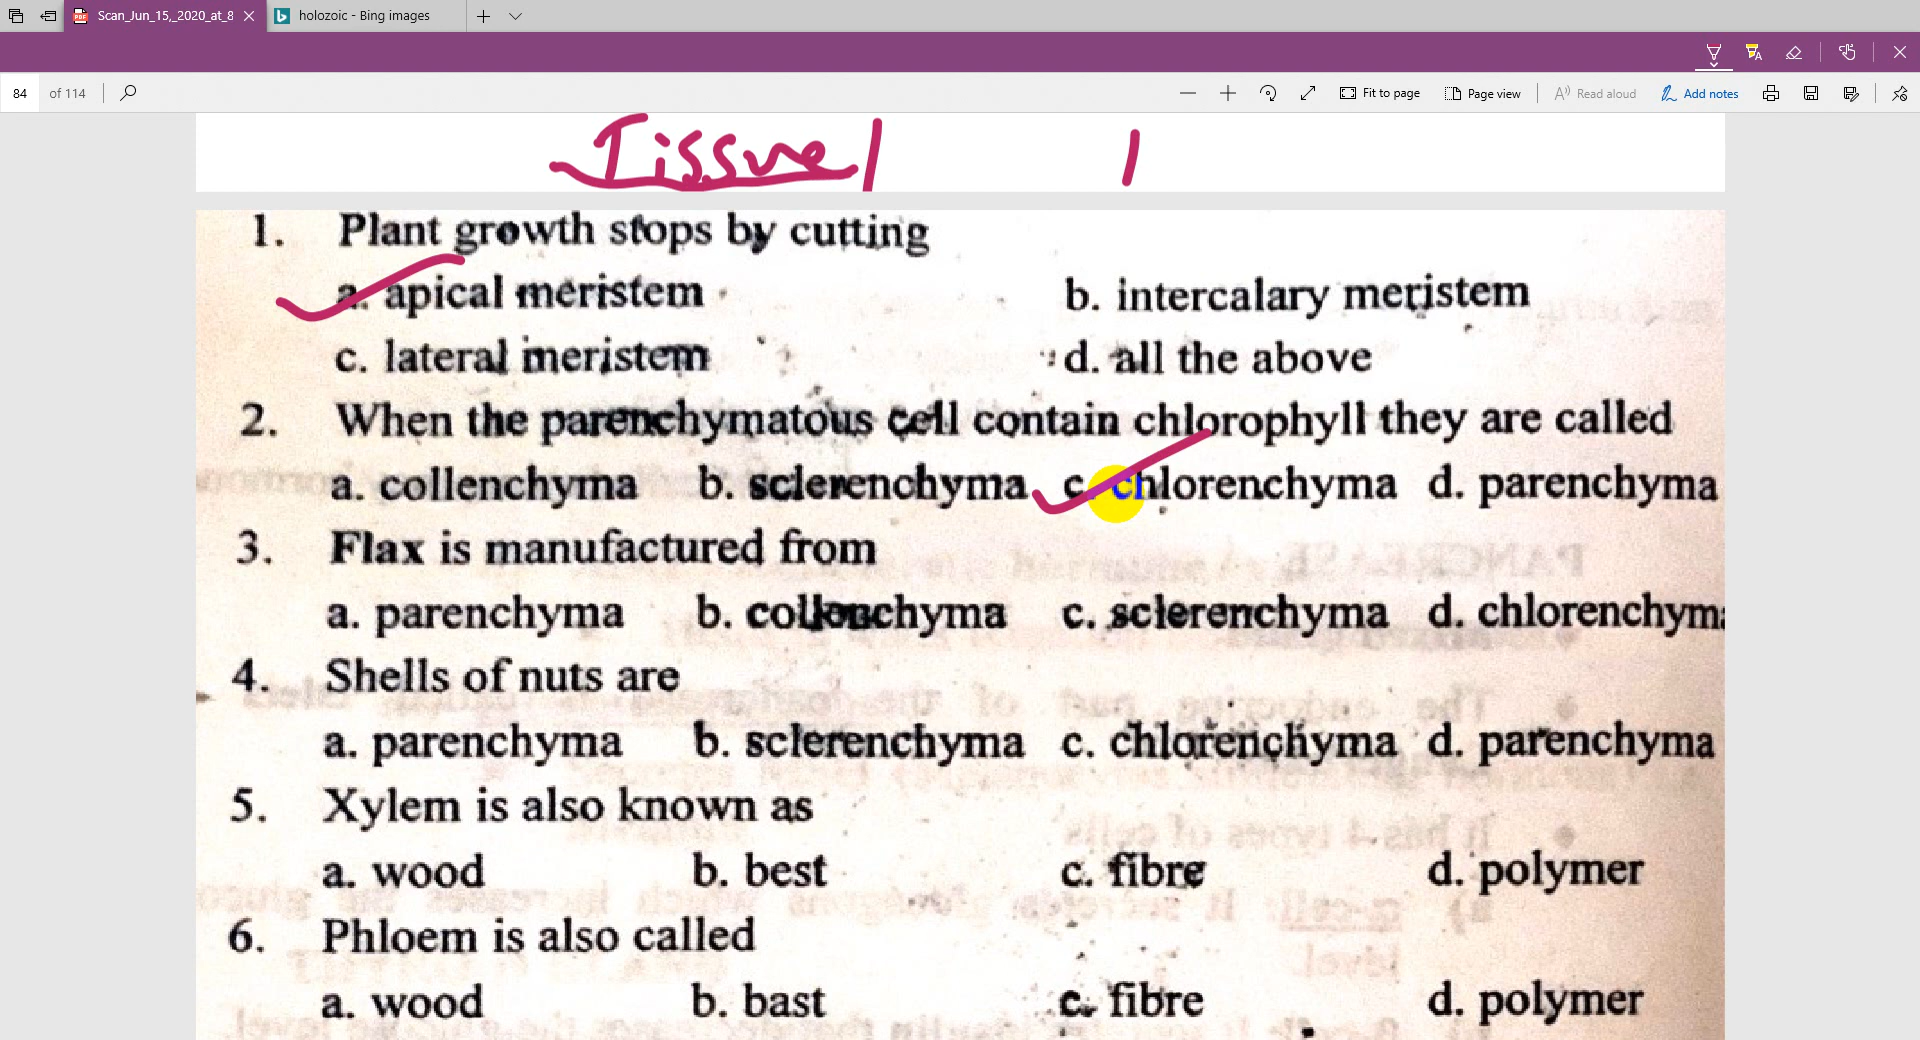 Scan_Jun_15,_2020_at_8
holozoic - Bing images
84 of 114
Fit to page
Page view
Read aloud
Add notes
Tissue
1. Plant growth stops by cutting
a. apical meristem b. intercalary meristem
c. lateral meristem d. all the above
2. When the parenchymatous cell contain chlorophyll they are called
a. collenchyma b. sclerenchyma c. chlorenchyma d. parenchyma
3. Flax is manufactured from
a. parenchyma b. collenchyma c. sclerenchyma d. chlorenchyma
4. Shells of nuts are
a. parenchyma b. sclerenchyma c. chlorenchyma d. parenchyma
5. Xylem is also known as
a. wood b. best c. fibre d. polymer
6. Phloem is also called
a. wood b. bast c. fibre d. polymer